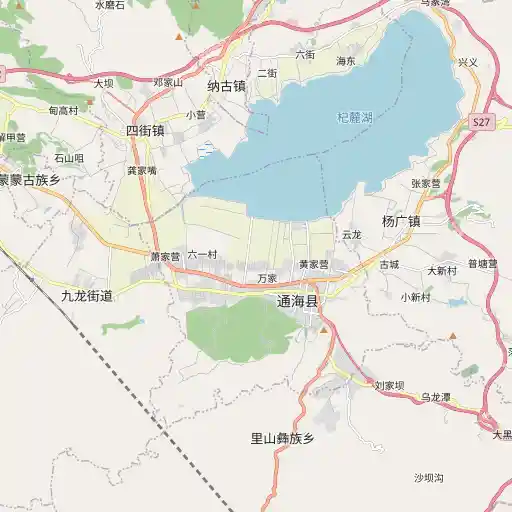 水磨石
马家湾
六街
海东
兴义
二街
大坝
邓家山
纳古镇
甸高村
小营
杞麓湖
S27
解甲营
四街镇
石山咀
龚家嘴
蒙蒙古族乡
张家营
杨广镇
云龙
萧家营
六一村
黄家营
古城
大新村
普塘营
万家
九龙街道
通海县
小新村
刘家坝
乌龙潭
里山彝族乡
大黑
沙坝沟